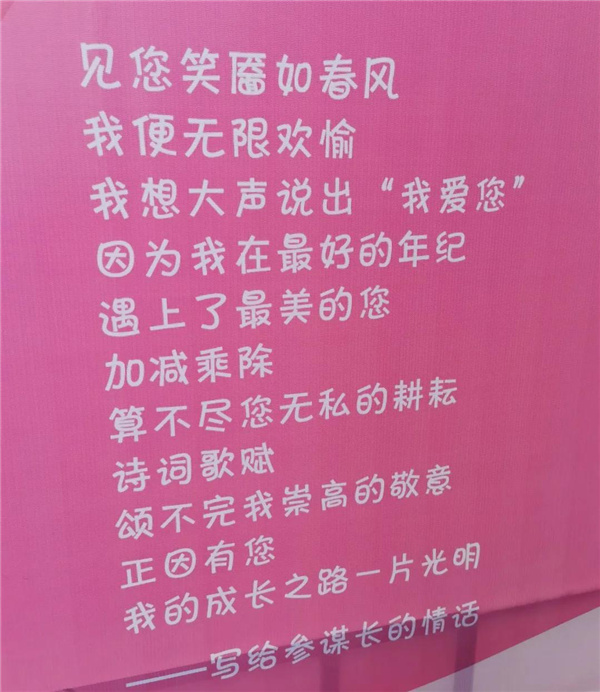 见您笑靥如春风
我便无限欢愉
我想大声说出“我爱您”
因为我在最好的年纪
遇上了最美的您
加减乘除
算不尽您无私的耕耘
诗词歌赋
颂不完我崇高的敬意
正因有您
我的成长之路一片光明
——写给参谋长的情话